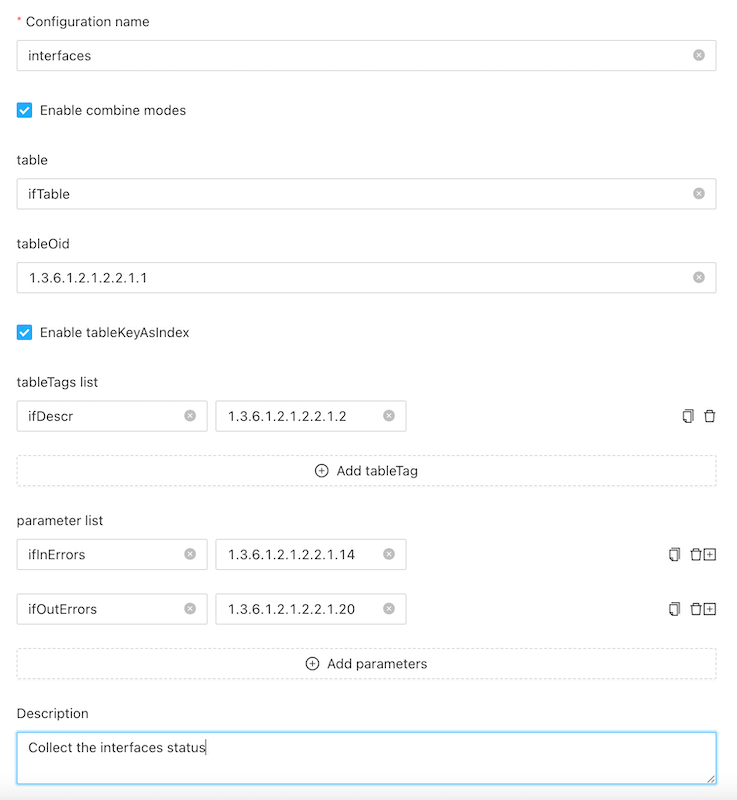 * Configuration name
interfaces
Enable combine modes
table
ifTable
tableOid
1.3.6.1.2.1.2.2.1.1
Enable tableKeyAsIndex
tableTags list
ifDescr 1.3.6.1.2.1.2.2.1.2
Add tableTag
parameter list
ifInErrors 1.3.6.1.2.1.2.2.1.14
ifOutErrors 1.3.6.1.2.1.2.2.1.20
Add parameters
Description
Collect the interfaces status